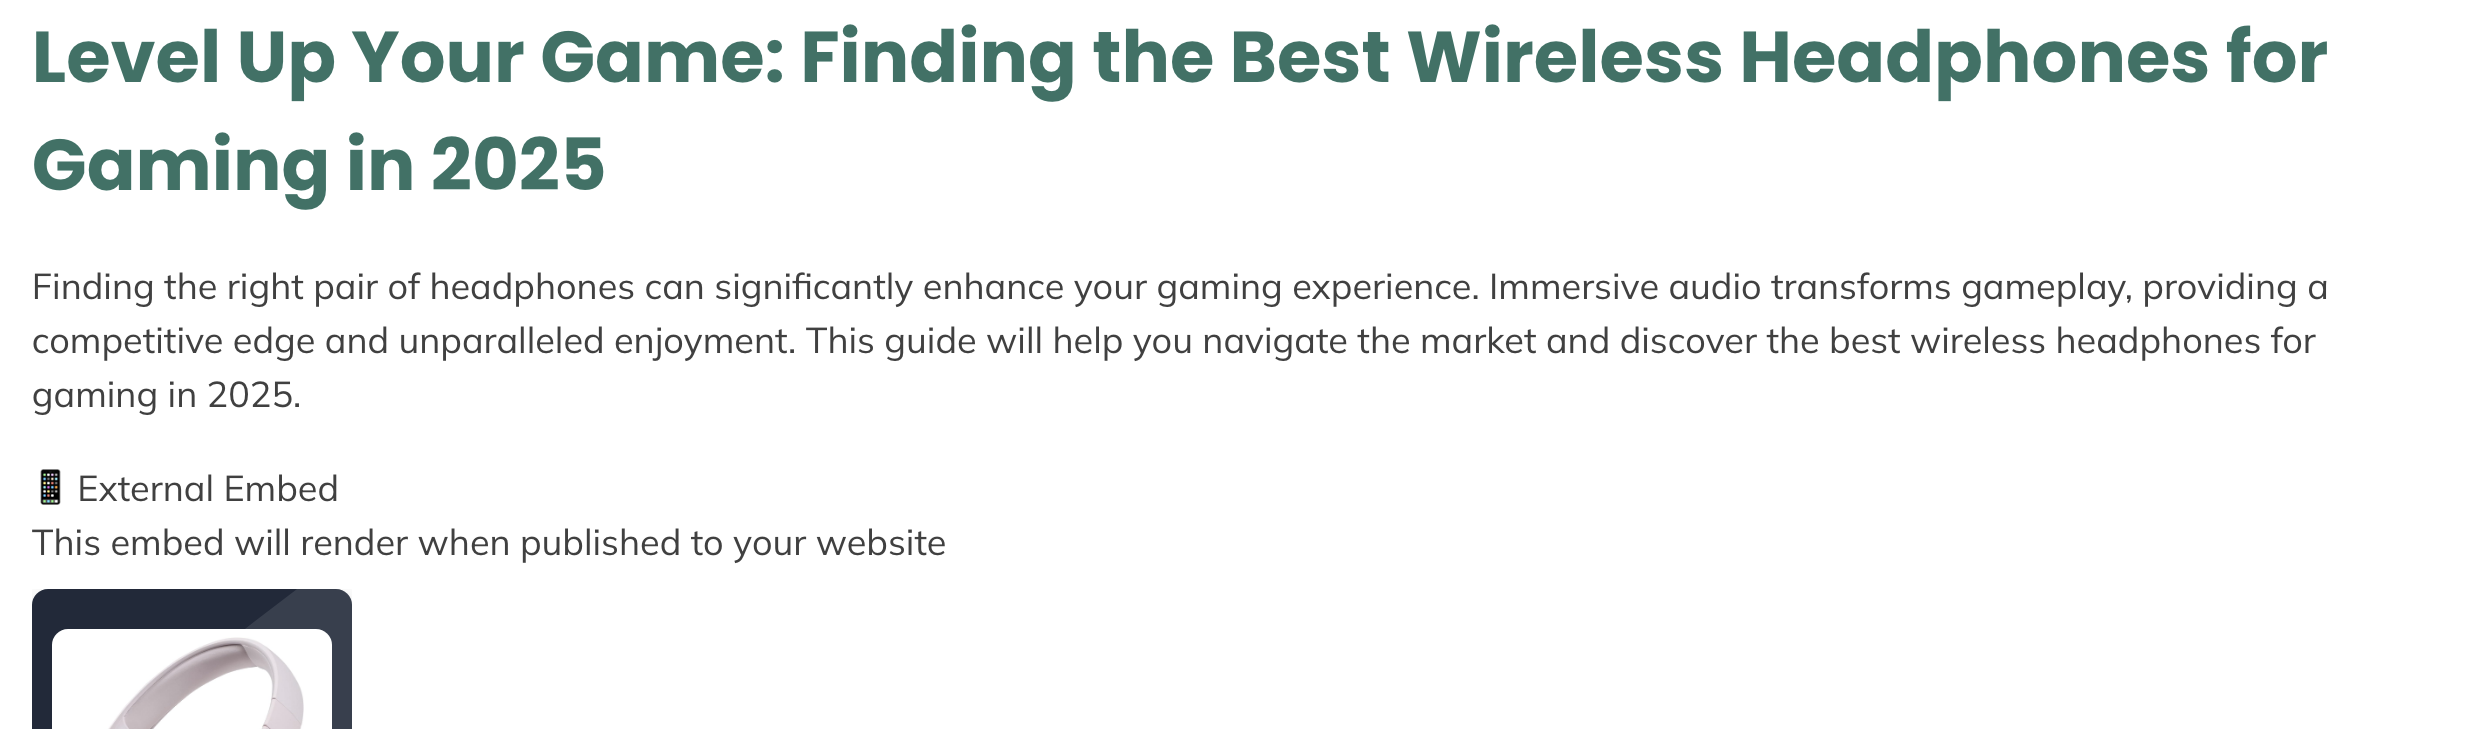 Level Up Your Game: Finding the Best Wireless Headphones for
Gaming in 2025
Finding the right pair of headphones can significantly enhance your gaming experience. Immersive audio transforms gameplay, providing a
competitive edge and unparalleled enjoyment. This guide will help you navigate the market and discover the best wireless headphones for
gaming in 2025.
📱 External Embed
This embed will render when published to your website